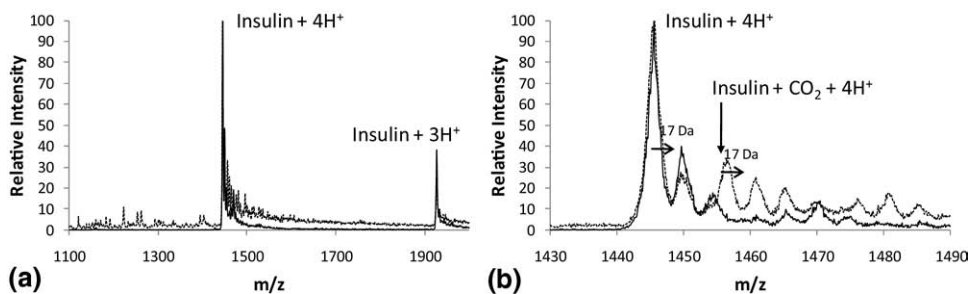 Insulin + 4H⁺
Insulin + 3H⁺
Relative Intensity
100
90
80
70
60
50
40
30
20
10
0
1100
1300
1500
1700
1900
m/z
(a)
Insulin + 4H⁺
Insulin + CO₂ + 4H⁺
17 Da
17 Da
Relative Intensity
100
90
80
70
60
50
40
30
20
10
0
1430
1440
1450
1460
1470
1480
1490
m/z
(b)